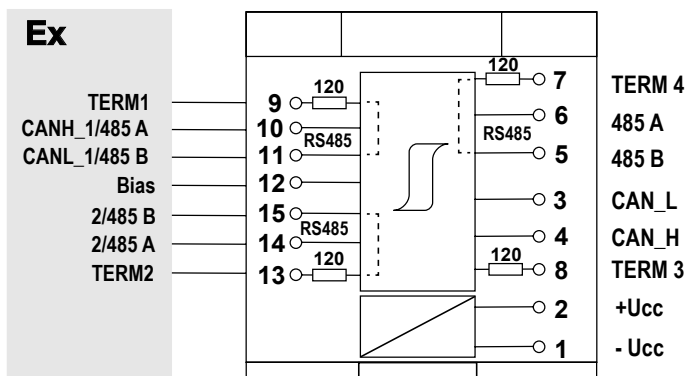 Ex
TERM1
CANH_1/485 A
CANL_1/485 B
Bias
2/485 B
2/485 A
TERM2
9
10
11
12
15
14
13
120
RS485
RS485
120
120
RS485
120
7
6
5
3
4
8
2
1
TERM 4
485 A
485 B
CAN_L
CAN_H
TERM 3
+Ucc
- Ucc